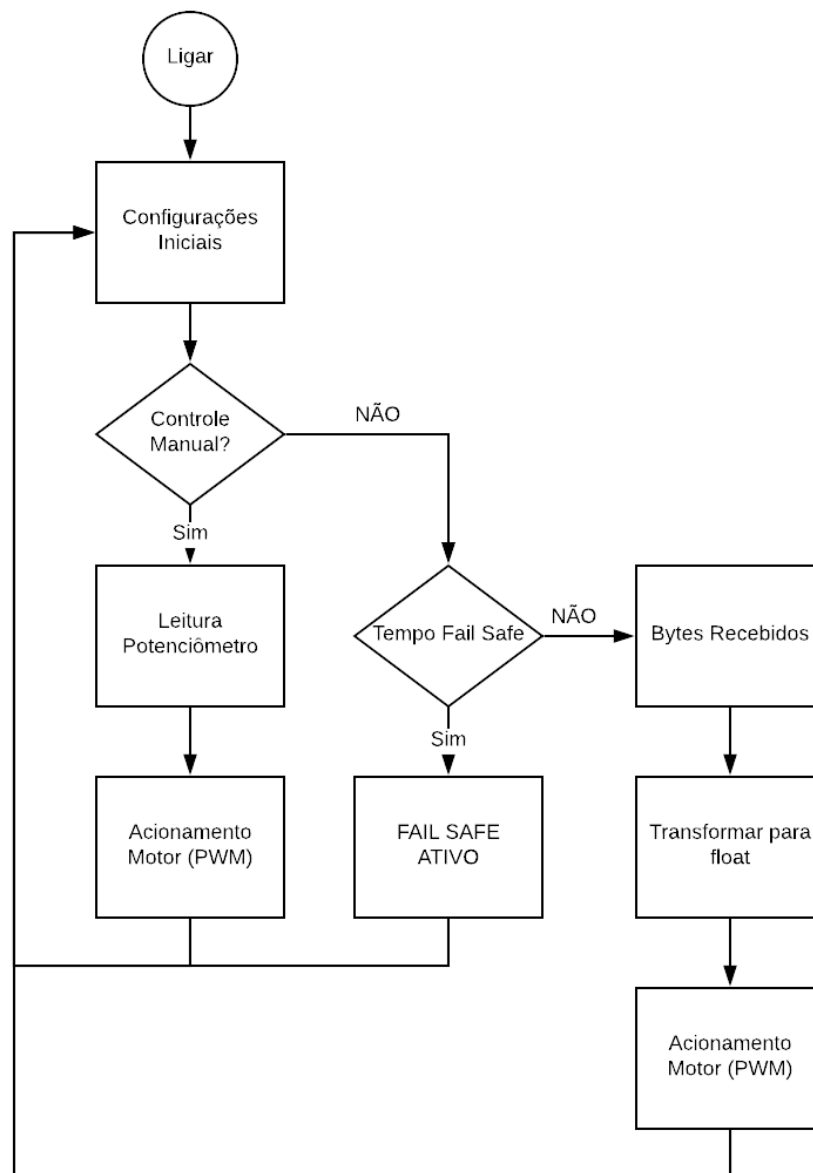 Ligar
Configurações
Iniciais
Controle
Manual?
NÃO
Sim
Leitura
Potenciômetro
Tempo Fail Safe
NÃO
Bytes Recebidos
Sim
Acionamento
Motor (PWM)
FAIL SAFE
ATIVO
Transformar para
float
Acionamento
Motor (PWM)